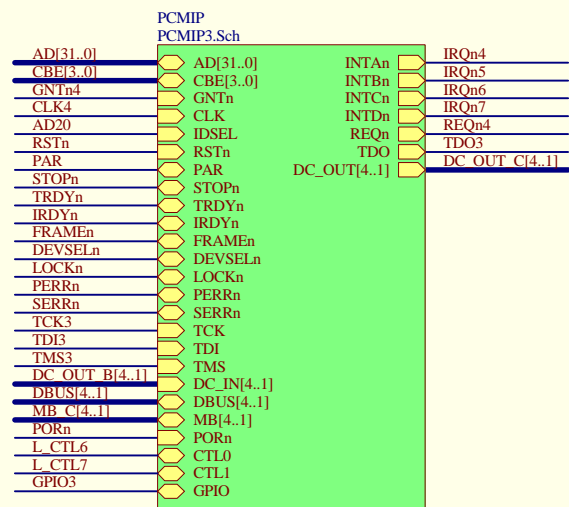 PCMIP
PCMIP3.Sch
AD[31..0] AD[31..0] INTAn IRQn4
CBE[3..0] CBE[3..0] INTBn IRQn5
GNTn4 GNTn INTCn IRQn6
CLK4 CLK INTDn IRQn7
AD20 IDSEL REQn REQn4
RSTn RSTn TDO TDO3
PAR PAR DC_OUT[4..1] DC_OUT_C[4..1]
STOPn STOPn
TRDYn TRDYn
IRDYn IRDYn
FRAMEn FRAMEn
DEVSELn DEVSELn
LOCKn LOCKn
PERRn PERRn
SERRn SERRn
TCK3 TCK
TDI3 TDI
TMS3 TMS
DC_OUT_B[4..1] DC_IN[4..1]
DBUS[4..1] DBUS[4..1]
MB_C[4..1] MB[4..1]
PORn PORn
L_CTL6 CTL0
L_CTL7 CTL1
GPIO3 GPIO